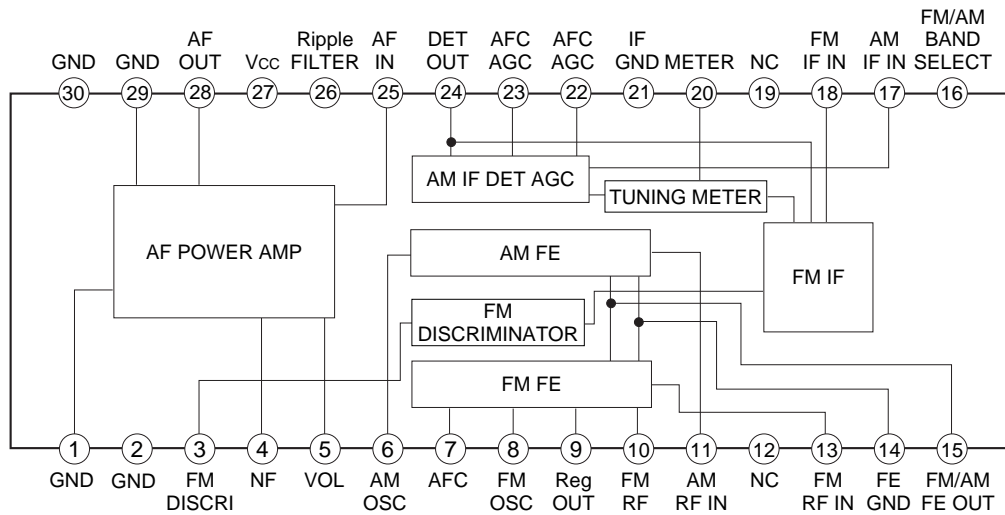 GND
GND
AF
OUT
Vcc
Ripple
FILTER
AF
IN
DET
OUT
AFC
AGC
AFC
AGC
IF
GND
METER
NC
FM
IF IN
AM
IF IN
FM/AM
BAND
SELECT
30 29 28 27 26 25 24 23 22 21 20 19 18 17 16
AM IF DET AGC
TUNING METER
AF POWER AMP
AM FE
FM IF
FM
DISCRIMINATOR
FM FE
1 2 3 4 5 6 7 8 9 10 11 12 13 14 15
GND
GND
FM
DISCRI
NF
VOL
AM
OSC
AFC
FM
OSC
Reg
OUT
FM
RF
AM
RF IN
NC
FM
RF IN
FE
GND
FM/AM
FE OUT